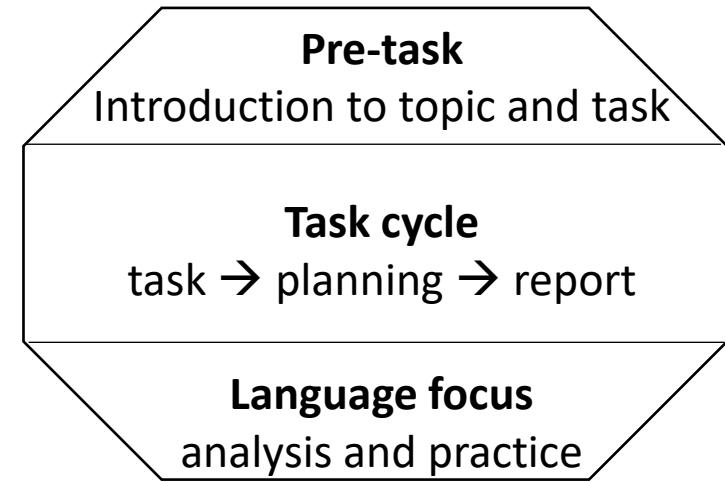 Pre-task
Introduction to topic and task
Task cycle
task → planning → report
Language focus
analysis and practice